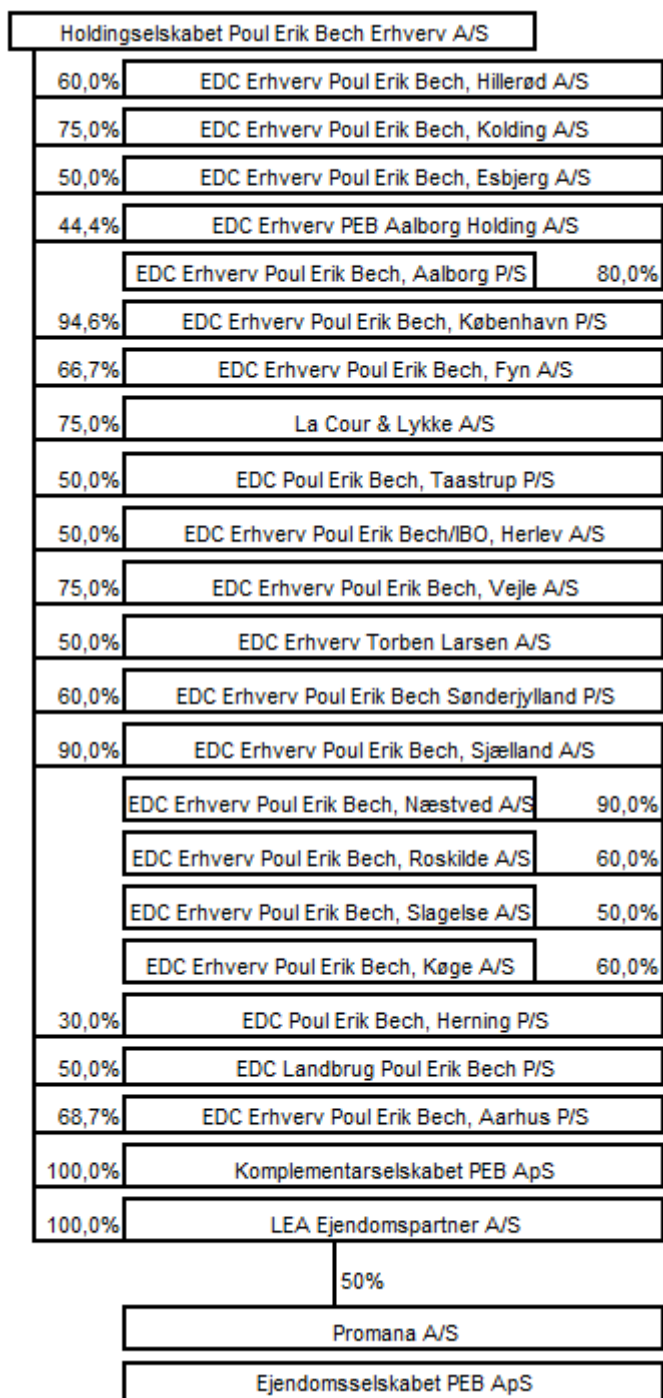 Holdingselskabet Poul Erik Bech Erhverv A/S
60,0% EDC Erhverv Poul Erik Bech, Hillerød A/S
75,0% EDC Erhverv Poul Erik Bech, Kolding A/S
50,0% EDC Erhverv Poul Erik Bech, Esbjerg A/S
44,4% EDC Erhverv PEB Aalborg Holding A/S
EDC Erhverv Poul Erik Bech, Aalborg P/S 80,0%
94,6% EDC Erhverv Poul Erik Bech, København P/S
66,7% EDC Erhverv Poul Erik Bech, Fyn A/S
75,0% La Cour & Lykke A/S
50,0% EDC Poul Erik Bech, Taastrup P/S
50,0% EDC Erhverv Poul Erik Bech/IBO, Herlev A/S
75,0% EDC Erhverv Poul Erik Bech, Vejle A/S
50,0% EDC Erhverv Torben Larsen A/S
60,0% EDC Erhverv Poul Erik Bech Sønderjylland P/S
90,0% EDC Erhverv Poul Erik Bech, Sjælland A/S
EDC Erhverv Poul Erik Bech, Næstved A/S 90,0%
EDC Erhverv Poul Erik Bech, Roskilde A/S 60,0%
EDC Erhverv Poul Erik Bech, Slagelse A/S 50,0%
EDC Erhverv Poul Erik Bech, Køge A/S 60,0%
30,0% EDC Poul Erik Bech, Herning P/S
50,0% EDC Landbrug Poul Erik Bech P/S
68,7% EDC Erhverv Poul Erik Bech, Aarhus P/S
100,0% Komplementarselskabet PEB ApS
100,0% LEA Ejendomspartner A/S
50%
Promana A/S
Ejendomsselskabet PEB ApS